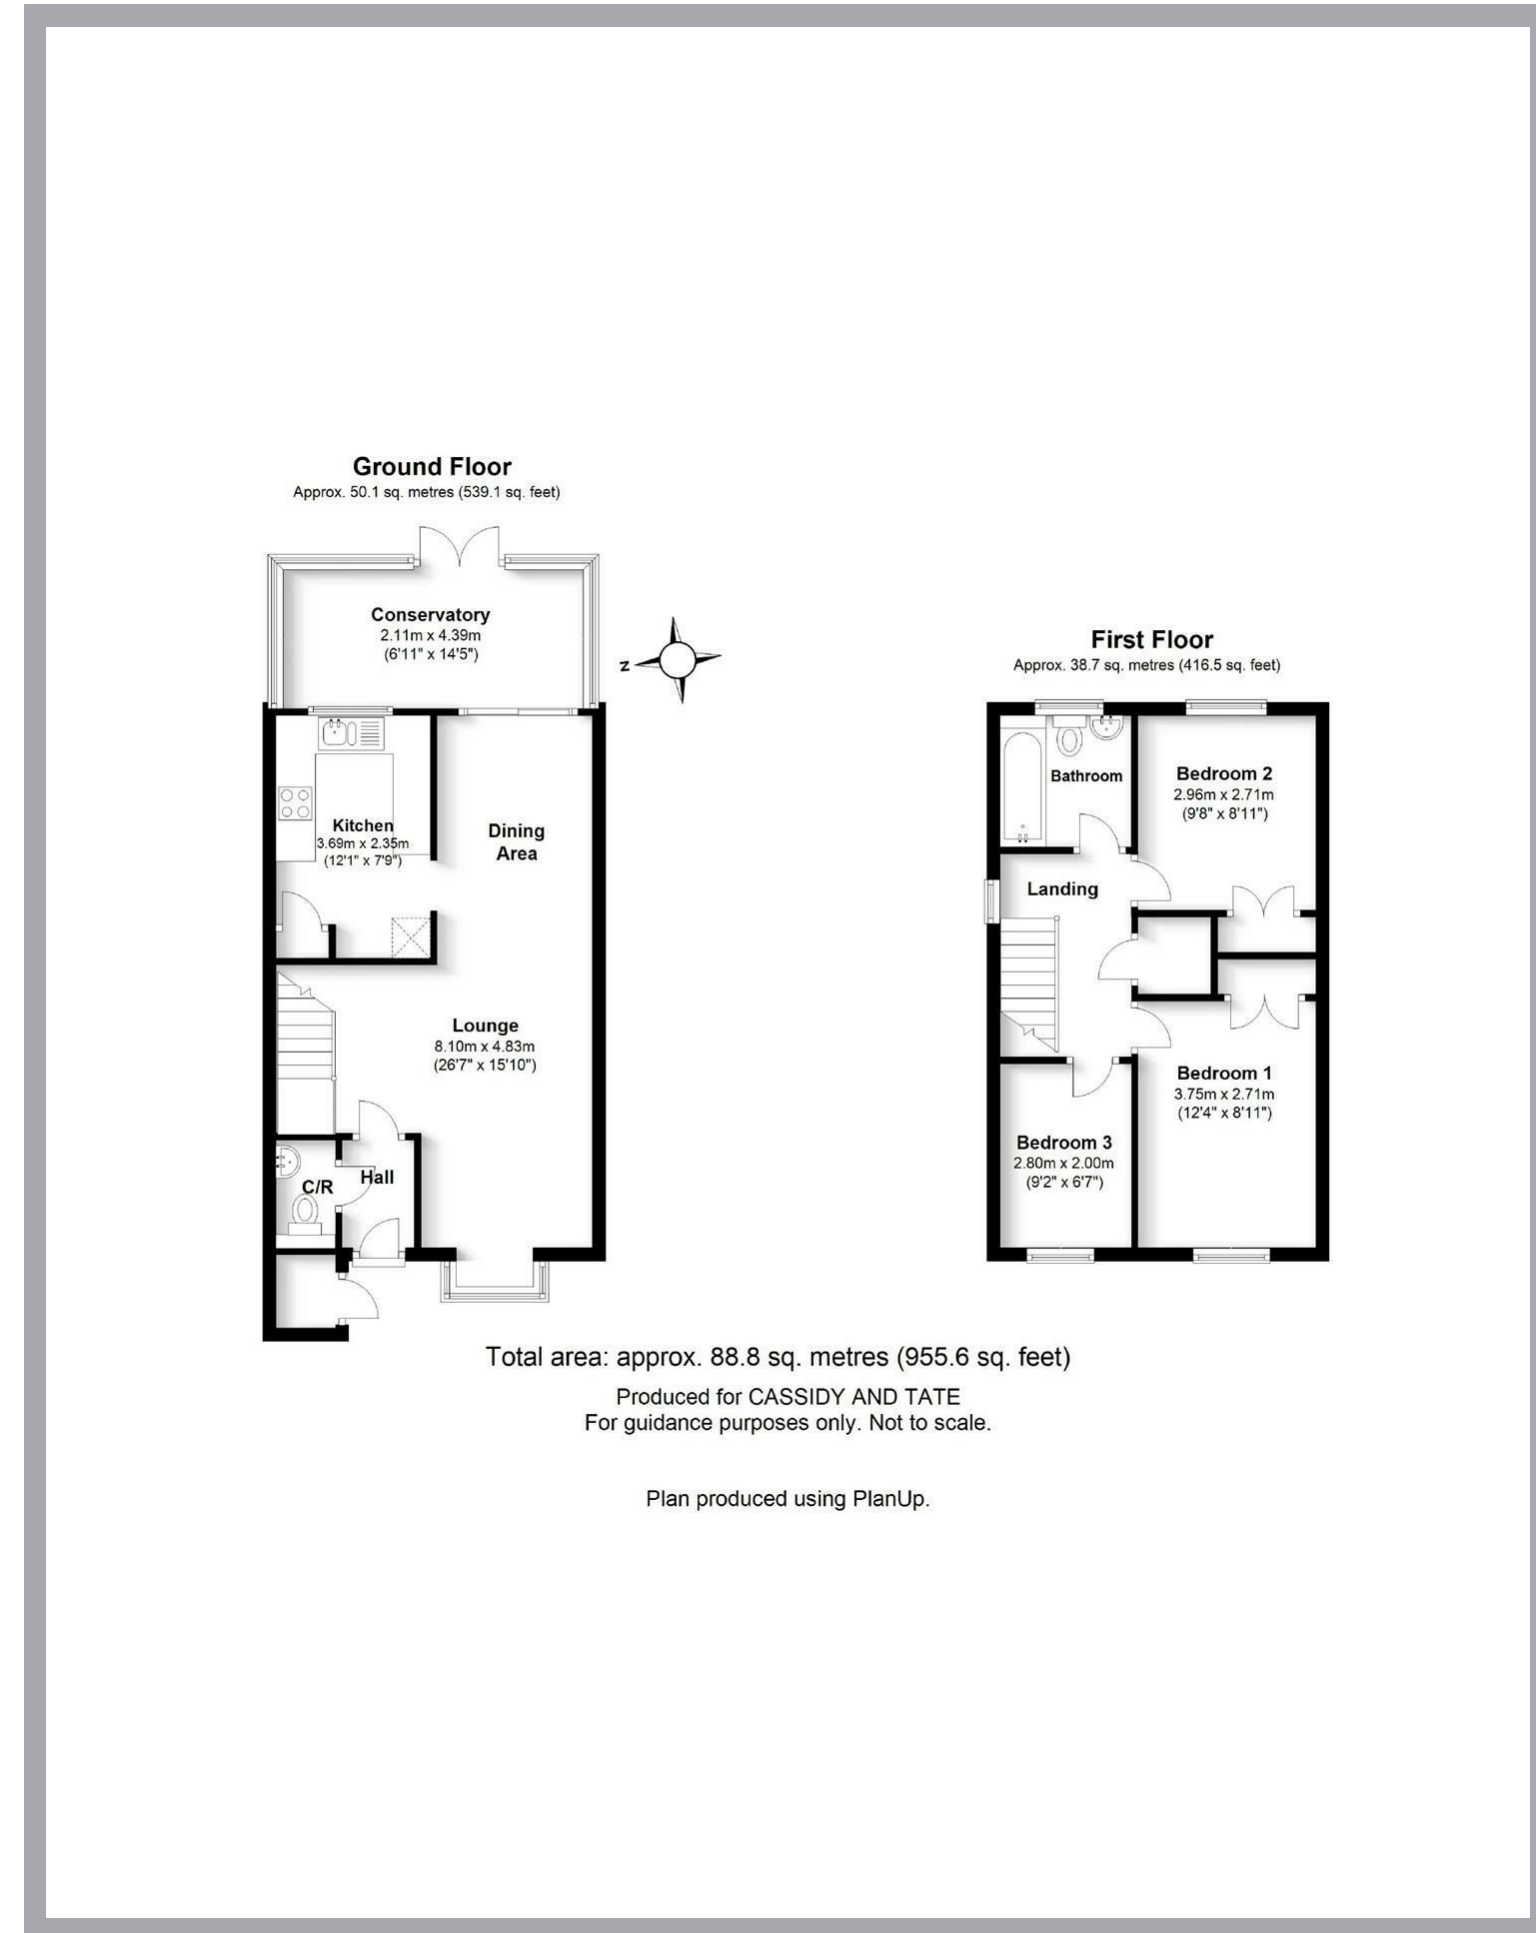 Ground Floor
Approx. 50.1 sq. metres (539.1 sq. feet)
Conservatory
2.11m x 4.39m
(6'11" x 14'5")
N
Kitchen
3.69m x 2.35m
(12'1" x 7'9")
Dining
Area
Lounge
8.10m x 4.83m
(26'7" x 15'10")
Hall
C/R
First Floor
Approx. 38.7 sq. metres (416.5 sq. feet)
Bathroom
Bedroom 2
2.96m x 2.71m
(9'8" x 8'11")
Landing
Bedroom 1
3.75m x 2.71m
(12'4" x 8'11")
Bedroom 3
2.80m x 2.00m
(9'2" x 6'7")
Total area: approx. 88.8 sq. metres (955.6 sq. feet)
Produced for CASSIDY AND TATE
For guidance purposes only. Not to scale.
Plan produced using PlanUp.